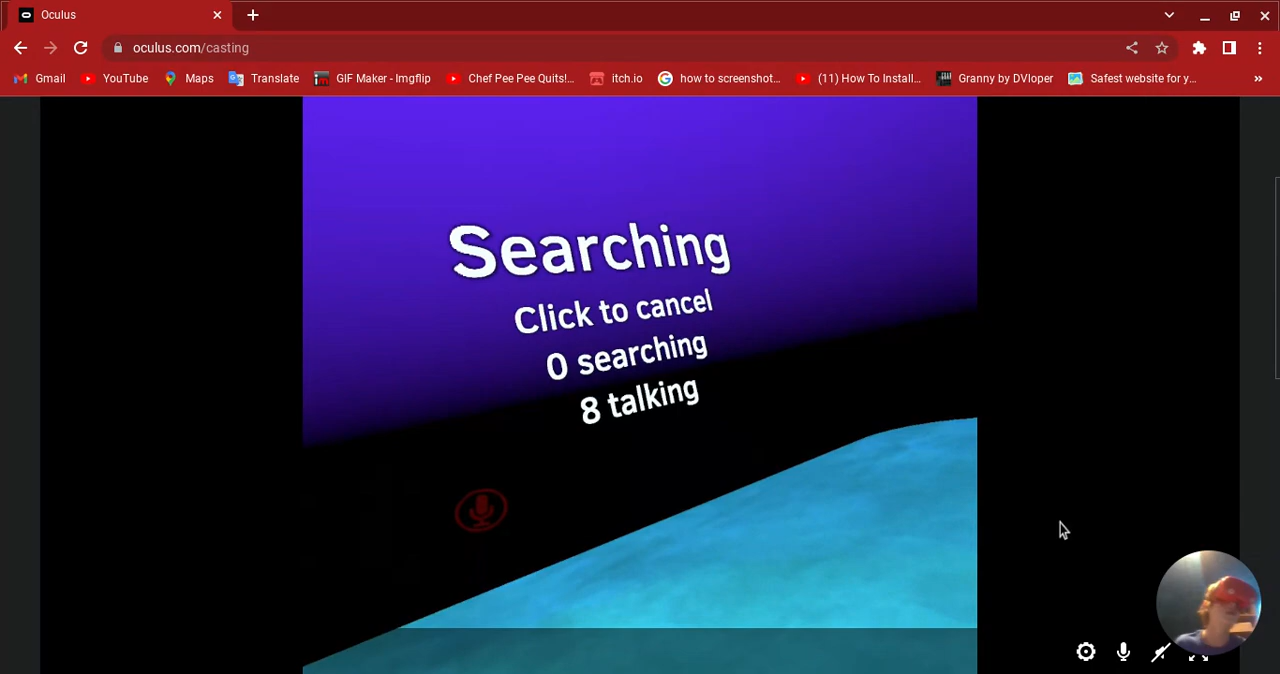 Oculus
oculus.com/casting
Gmail
YouTube
Maps
Translate
GIF Maker - Imgflip
Chef Pee Pee Quits!...
itch.io
how to screenshot...
(11) How To Install...
Granny by DVloper
Safest website for y...
Searching
Click to cancel
0 searching
8 talking